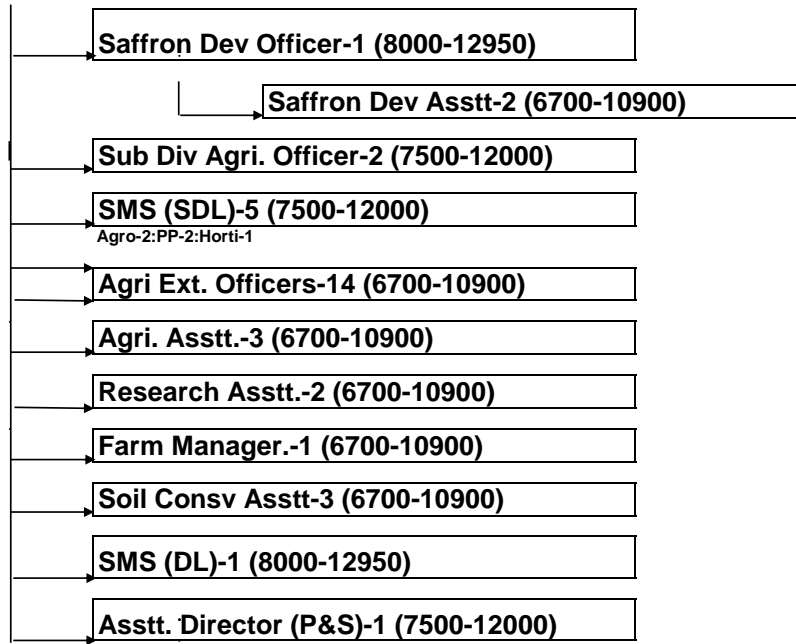 Saffron Dev Officer-1 (8000-12950)
Saffron Dev Asstt-2 (6700-10900)
Sub Div Agri. Officer-2 (7500-12000)
SMS (SDL)-5 (7500-12000)
Agro-2:PP-2:Horti-1
Agri Ext. Officers-14 (6700-10900)
Agri. Asstt.-3 (6700-10900)
Research Asstt.-2 (6700-10900)
Farm Manager.-1 (6700-10900)
Soil Consv Asstt-3 (6700-10900)
SMS (DL)-1 (8000-12950)
Asstt. Director (P&S)-1 (7500-12000)